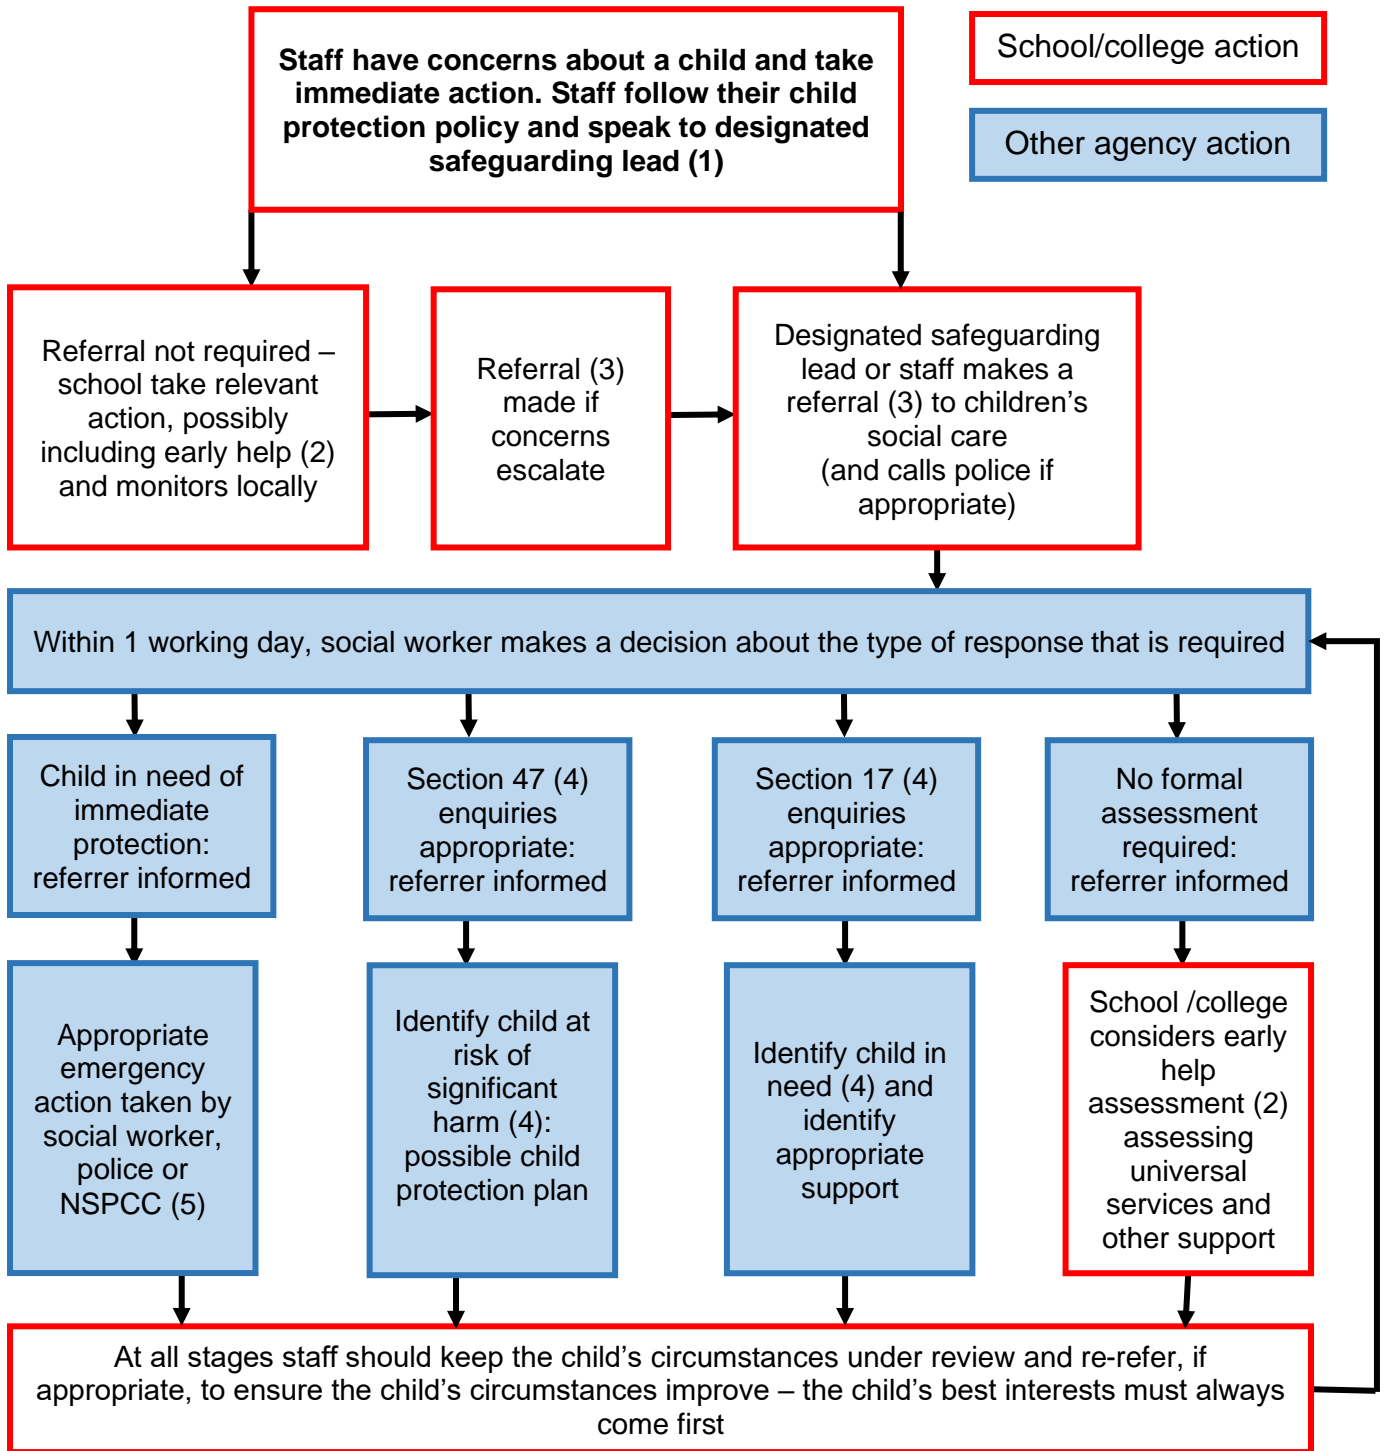 Staff have concerns about a child and take
immediate action. Staff follow their child
protection policy and speak to designated
safeguarding lead (1)
School/college action
Other agency action
Referral not required –
school take relevant
action, possibly
including early help (2)
and monitors locally
Referral (3)
made if
concerns
escalate
Designated safeguarding
lead or staff makes a
referral (3) to children’s
social care
(and calls police if
appropriate)
Within 1 working day, social worker makes a decision about the type of response that is required
Child in need of
immediate
protection:
referrer informed
Section 47 (4)
enquiries
appropriate:
referrer informed
Section 17 (4)
enquiries
appropriate:
referrer informed
No formal
assessment
required:
referrer informed
Appropriate
emergency
action taken by
social worker,
police or
NSPCC (5)
Identify child at
risk of
significant
harm (4):
possible child
protection plan
Identify child in
need (4) and
identify
appropriate
support
School /college
considers early
help
assessment (2)
assessing
universal
services and
other support
At all stages staff should keep the child’s circumstances under review and re-refer, if
appropriate, to ensure the child’s circumstances improve – the child’s best interests must always
come first